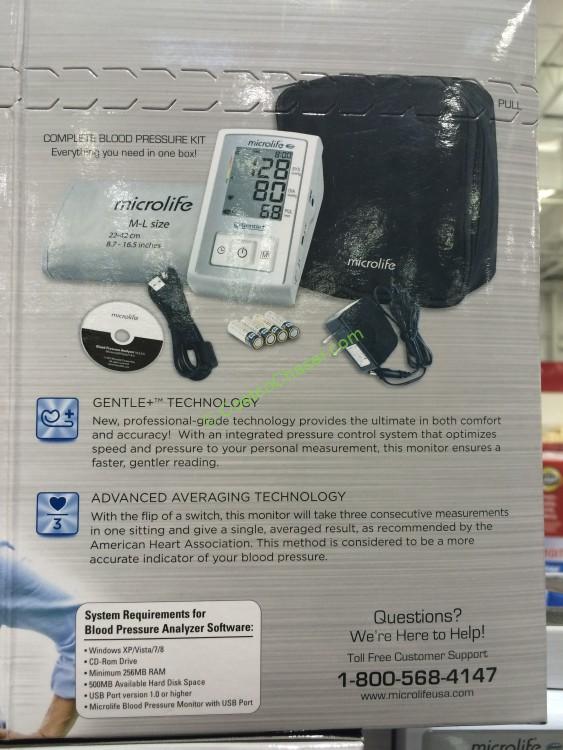 PULL
COMPLETE BLOOD PRESSURE KIT
Everything you need in one box!
microlife
128
80
68
Gentle+
M
microlife
M-L size
22-42 cm
8.7 - 16.5 inches
microlife
microlife
CostcoChaser.com
GENTLE+™ TECHNOLOGY
New, professional-grade technology provides the ultimate in both comfort
and accuracy! With an integrated pressure control system that optimizes
speed and pressure to your personal measurement, this monitor ensures a
faster, gentler reading.
3
ADVANCED AVERAGING TECHNOLOGY
With the flip of a switch, this monitor will take three consecutive measurements
in one sitting and give a single, averaged result, as recommended by the
American Heart Association. This method is considered to be a more
accurate indicator of your blood pressure.
System Requirements for
Blood Pressure Analyzer Software:
• Windows XP/Vista/7/8
• CD-Rom Drive
• Minimum 256MB RAM
• 500MB Available Hard Disk Space
• USB Port version 1.0 or higher
• Microlife Blood Pressure Monitor with USB Port
Questions?
We're Here to Help!
Toll Free Customer Support
1-800-568-4147
www.microlifeusa.com
microlife